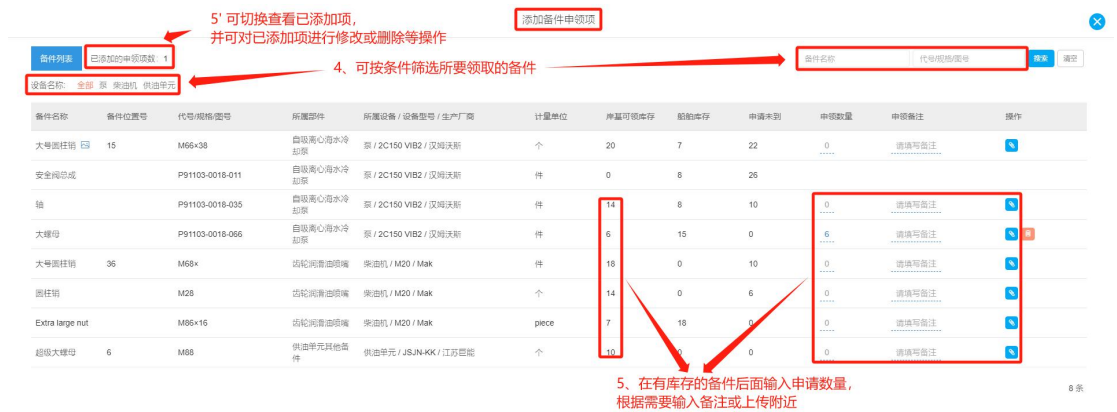 5' 可切换查看已添加项，
并可对已添加项进行修改或删除等操作
添加备件申领项
备件列表 已添加的申领项数：1
4、可按条件筛选所要领取的备件
备件名称 代号/规格/图号 搜索 清空
设备名称： 全部 泵 柴油机 供油单元
备件名称 备件位置号 代号/规格/图号 所属部件 所属设备 / 设备型号 / 生产厂商 计量单位 岸基可领库存 船舶库存 申请未到 申领数量 申领备注 操作
大号圆柱销 15 M66×38 自吸离心海水冷却泵 泵 / 2C150 VIB2 / 汉姆沃斯 个 20 7 22 0 请填写备注
安全阀总成 P91103-0018-011 自吸离心海水冷却泵 泵 / 2C150 VIB2 / 汉姆沃斯 件 0 8 26
轴 P91103-0018-035 自吸离心海水冷却泵 泵 / 2C150 VIB2 / 汉姆沃斯 件 14 8 10 0 请填写备注
大螺母 P91103-0018-066 自吸离心海水冷却泵 泵 / 2C150 VIB2 / 汉姆沃斯 件 6 15 0 6 请填写备注
大号圆柱销 36 M68× 齿轮润滑油喷嘴 柴油机 / M20 / Mak 件 18 0 10 0 请填写备注
圆柱销 M28 齿轮润滑油喷嘴 柴油机 / M20 / Mak 个 14 0 6 0 请填写备注
Extra large nut M86×16 齿轮润滑油喷嘴 柴油机 / M20 / Mak piece 7 18 0 0 请填写备注
超级大螺母 6 M88 供油单元其他备件 供油单元 / JSJN-KK / 江苏巨能 个 10 0 0 0 请填写备注
5、在有库存的备件后面输入申请数量，
根据需要输入备注或上传附近
8 条